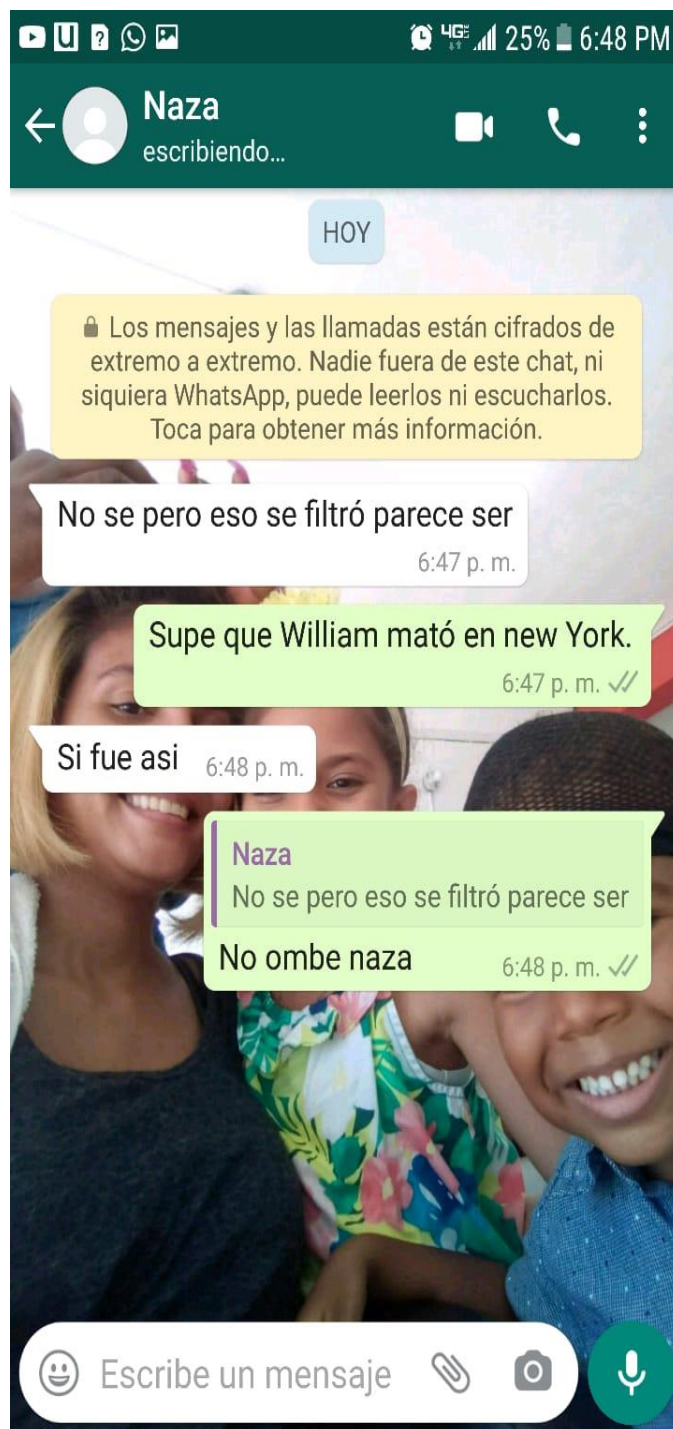 U ? 4GE 25% 6:48 PM
Naza
escribiendo...
HOY
Los mensajes y las llamadas están cifrados de
extremo a extremo. Nadie fuera de este chat, ni
siquiera WhatsApp, puede leerlos ni escucharlos.
Toca para obtener más información.
No se pero eso se filtró parece ser
6:47 p. m.
Supe que William mató en new York.
6:47 p. m.
Si fue asi 6:48 p. m.
Naza
No se pero eso se filtró parece ser
No ombe naza 6:48 p. m.
Escribe un mensaje